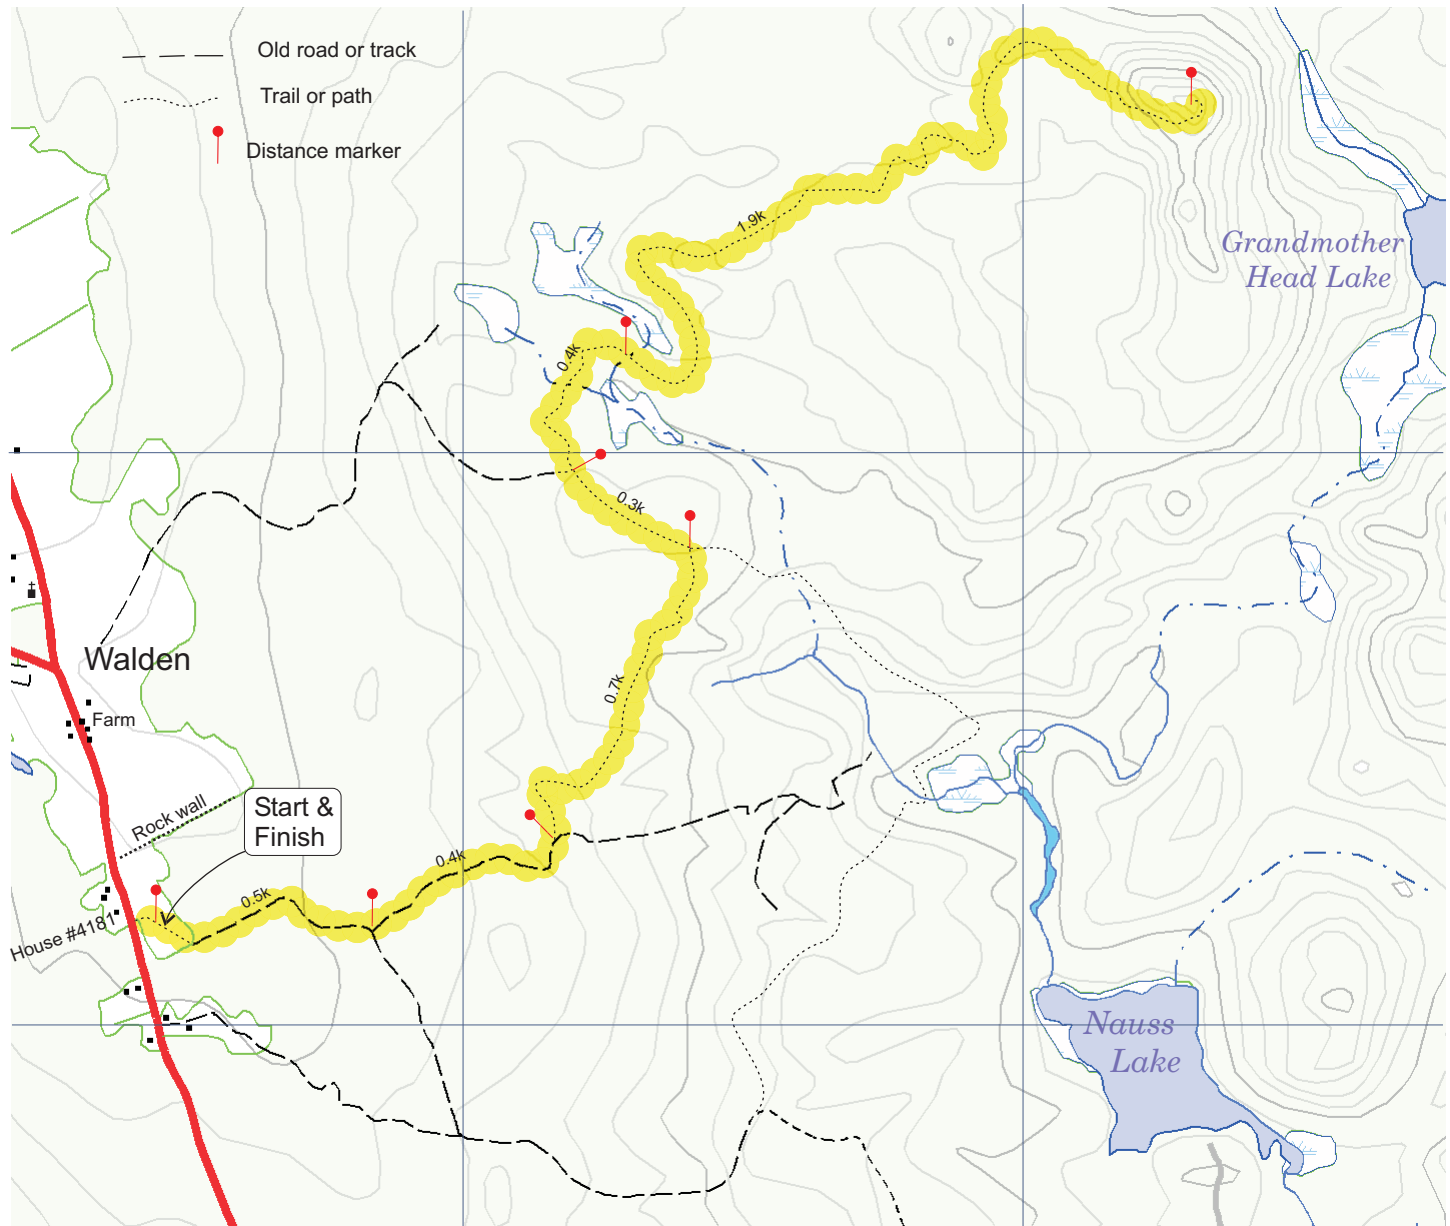 Old road or track
Trail or path
Distance marker
1.9k
Grandmother
Head Lake
0.4k
0.3k
Walden
0.7k
Farm
Rock wall
Start &
Finish
0.4k
0.5k
House #4181
Nauss
Lake